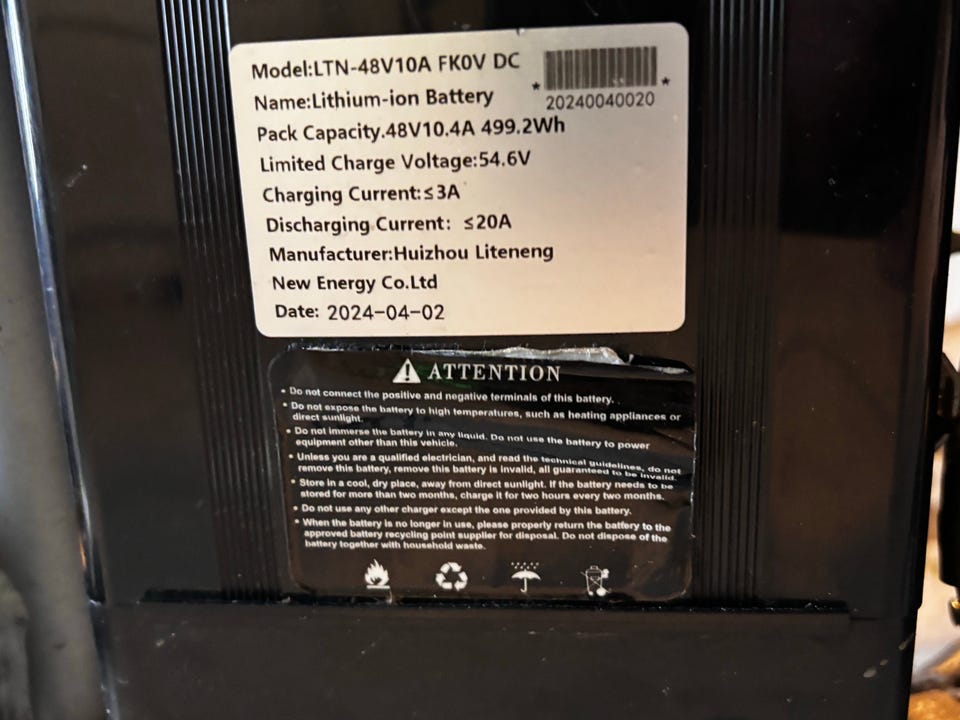 Model:LTN-48V10A FK0V DC
Name:Lithium-ion Battery
* *
20240040020
Pack Capacity.48V10.4A 499.2Wh
Limited Charge Voltage:54.6V
Charging Current:≤3A
Discharging Current: ≤20A
Manufacturer:Huizhou Liteneng
New Energy Co.Ltd
Date: 2024-04-02
ATTENTION
• Do not connect the positive and negative terminals of this battery.
• Do not expose the battery to high temperatures, such as heating appliances or
direct sunlight.
• Do not immerse the battery in any liquid. Do not use the battery to power
equipment other than this vehicle.
• Unless you are a qualified electrician, and read the technical guidelines, do not
remove this battery, remove this battery is invalid, all guaranteed to be invalid.
• Store in a cool, dry place, away from direct sunlight. If the battery needs to be
stored for more than two months, charge it for two hours every two months.
• Do not use any other charger except the one provided by this battery.
• When the battery is no longer in use, please properly return the battery to the
approved battery recycling point supplier for disposal. Do not dispose of the
battery together with household waste.